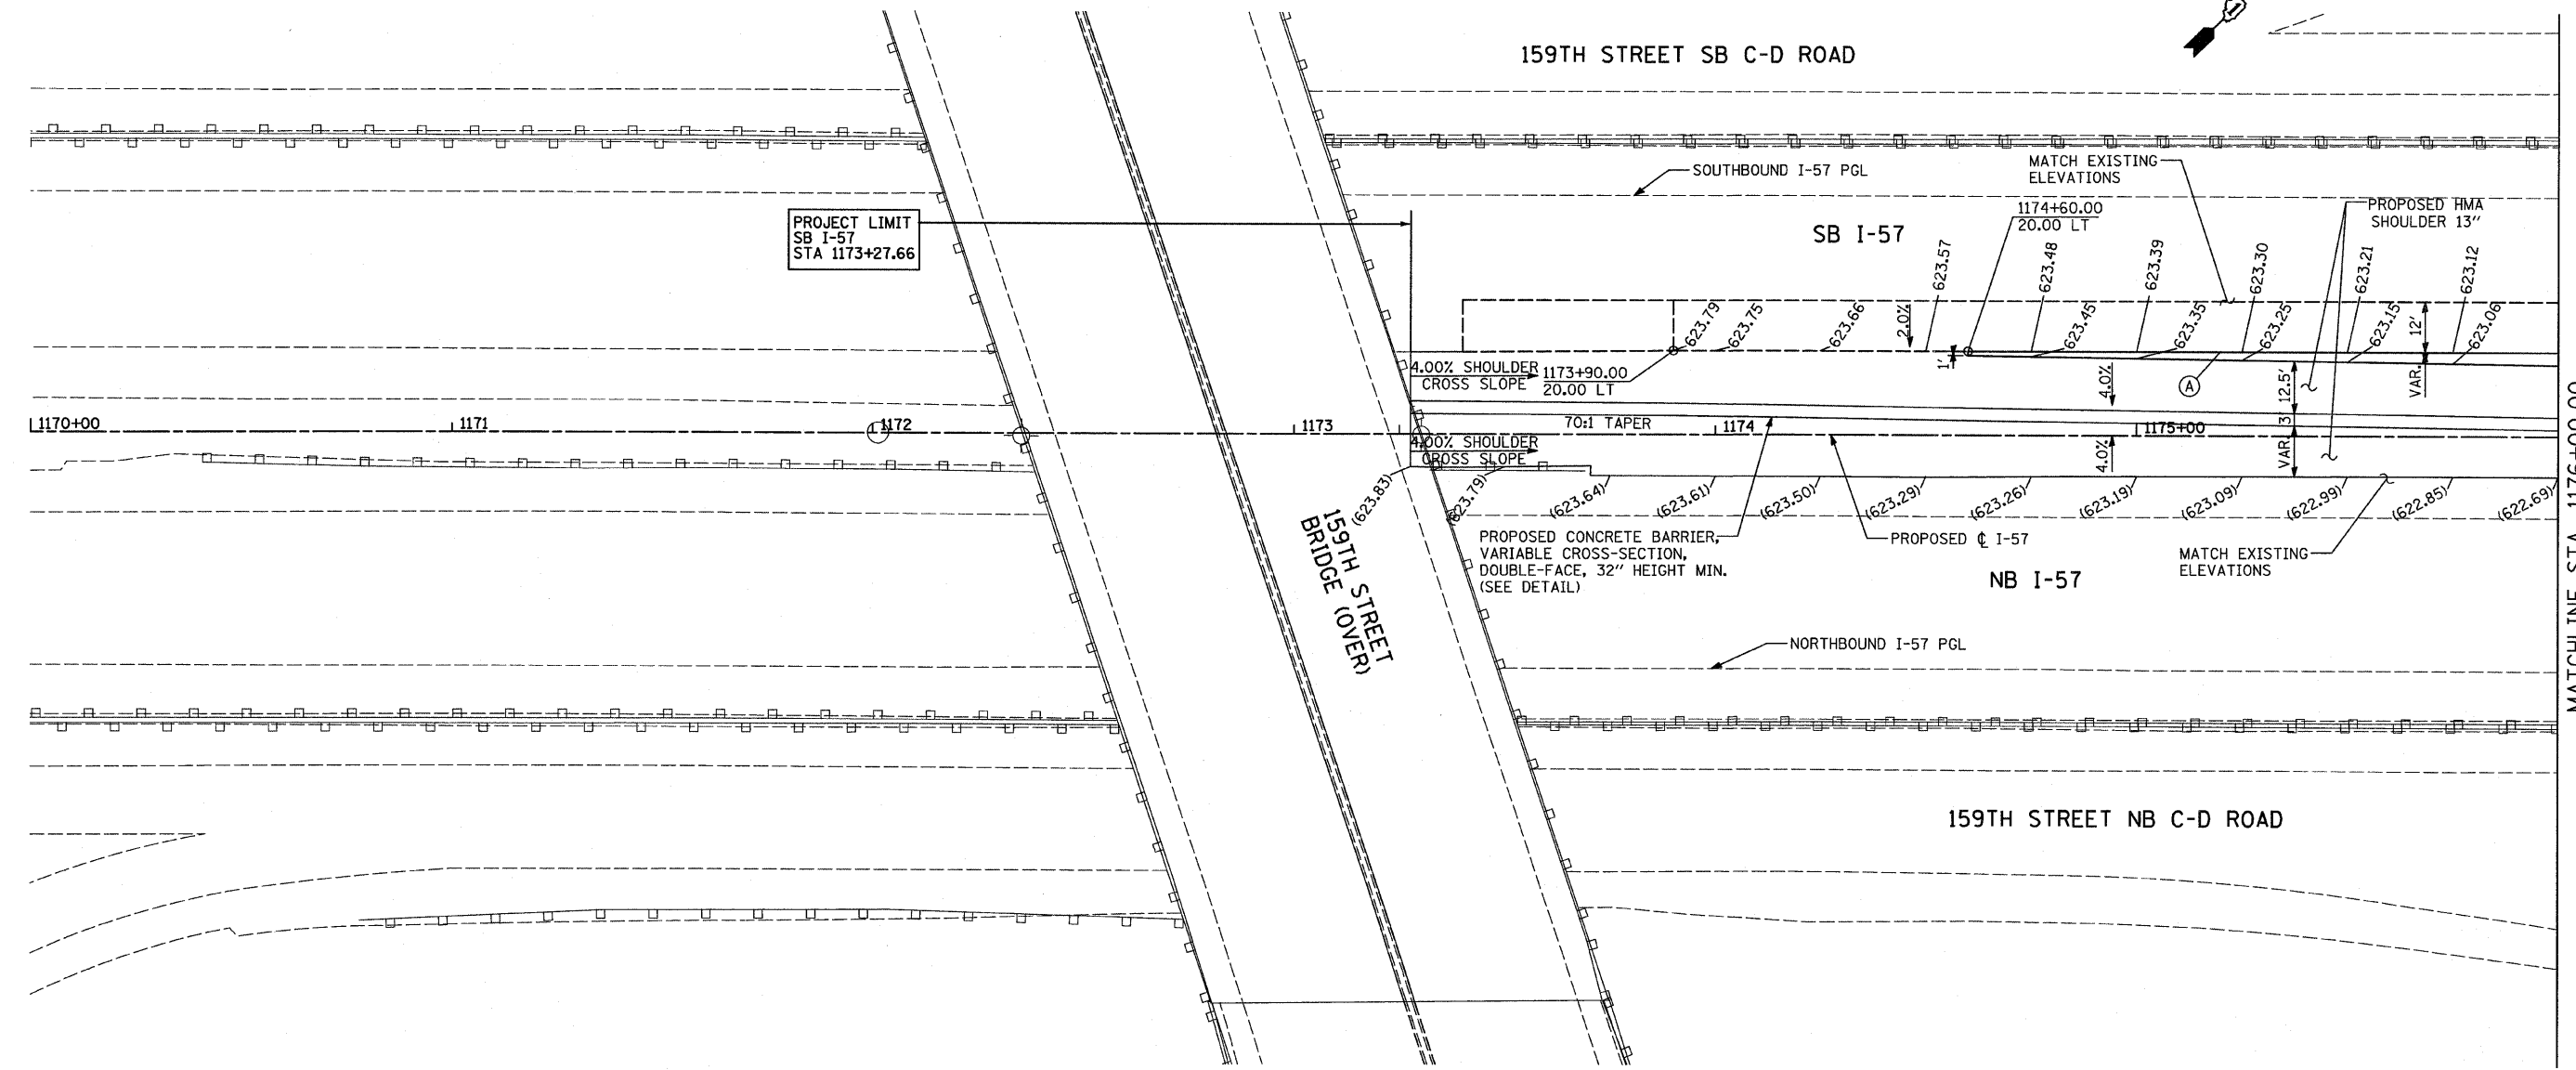 159TH STREET SB C-D ROAD
SOUTHBOUND I-57 PGL
MATCH EXISTING
ELEVATIONS
PROPOSED HMA
SHOULDER 13"
1174+60.00
20.00 LT
PROJECT LIMIT
SB I-57
STA 1173+27.66
SB I-57
623.57
623.48
623.39
623.30
623.21
623.12
623.79
623.75
623.66
2.0%
623.45
623.35
623.25
623.15
623.06
12'
1'
4.00% SHOULDER
CROSS SLOPE
1173+90.00
20.00 LT
4.0%
A
12.5'
VAR.
1170+00
1171
1172
1173
70:1 TAPER
1174
1175+00
3'
4.00% SHOULDER
CROSS SLOPE
4.0%
VAR.
(623.83)
(623.79)
(623.64)
(623.61)
(623.50)
(623.29)
(623.26)
(623.19)
(623.09)
(622.99)
(622.85)
(622.69)
159TH STREET
BRIDGE (OVER)
PROPOSED CONCRETE BARRIER,
VARIABLE CROSS-SECTION,
DOUBLE-FACE, 32" HEIGHT MIN.
(SEE DETAIL)
PROPOSED ℄ I-57
MATCH EXISTING
ELEVATIONS
NB I-57
NORTHBOUND I-57 PGL
159TH STREET NB C-D ROAD
MATCHLINE STA. 1176+00.00